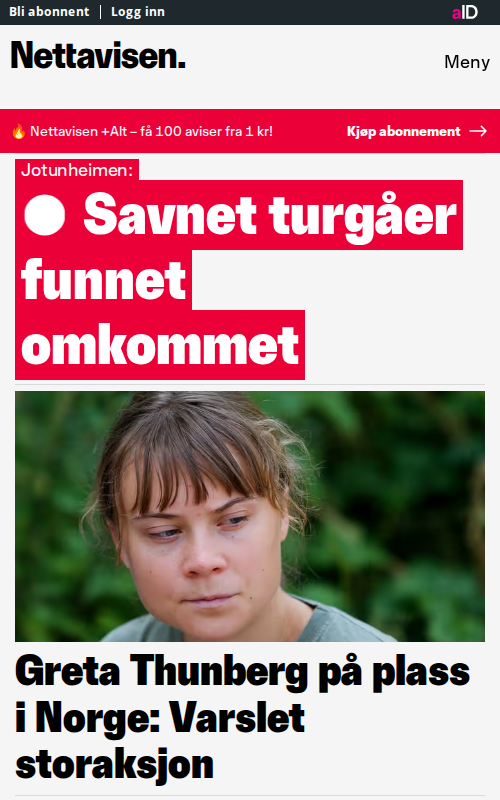 Bli abonnent | Logg inn aID
Nettavisen.
Meny
🔥 Nettavisen +Alt – få 100 aviser fra 1 kr! Kjøp abonnement →
Jotunheimen:
Savnet turgåer
funnet
omkommet
Greta Thunberg på plass
i Norge: Varslet
storaksjon